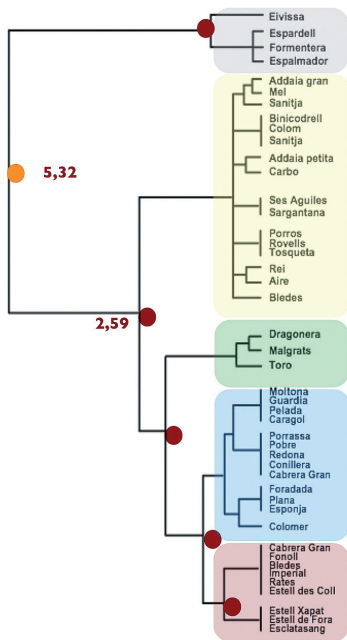 Eivissa
Espardell
Formentera
Espalmador
Addaia gran
Mel
Sanitja
Binicodrell
Colom
Sanitja
Addaia petita
Carbo
5,32
Ses Aguiles
Sargantana
Porros
Rovells
Tosqueta
Rei
Aire
Bledes
2,59
Dragonera
Malgrats
Toro
Moltona
Guardia
Pelada
Caragol
Porrassa
Pobre
Redona
Conillera
Cabrera Gran
Foradada
Plana
Esponja
Colomer
Cabrera Gran
Fonoll
Bledes
Imperial
Rates
Estell des Coll
Estell Xapat
Estell de Fora
Esclatasang